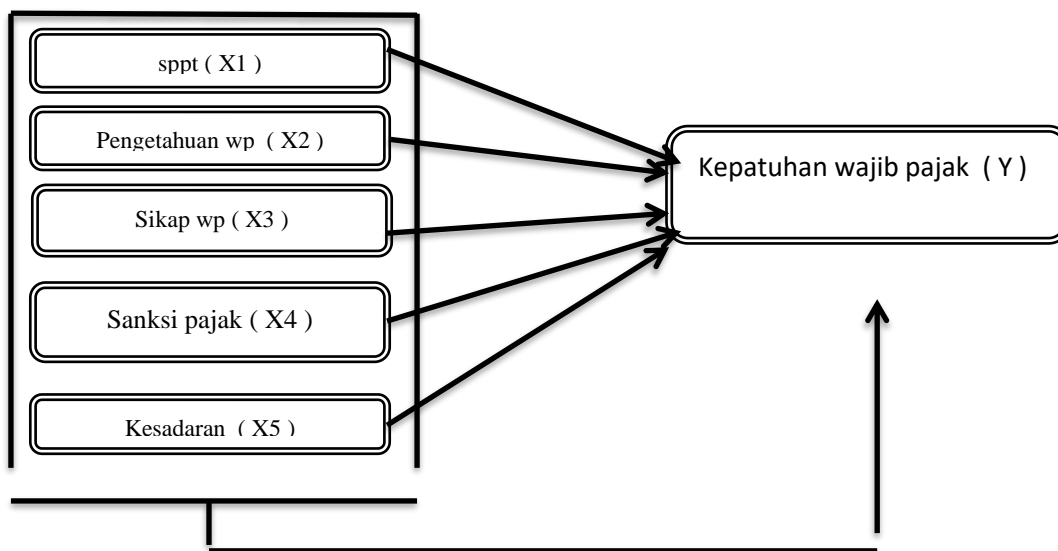 sppt ( X1 )
Pengetahuan wp ( X2 )
Sikap wp ( X3 )
Sanksi pajak ( X4 )
Kesadaran ( X5 )
Kepatuhan wajib pajak ( Y )